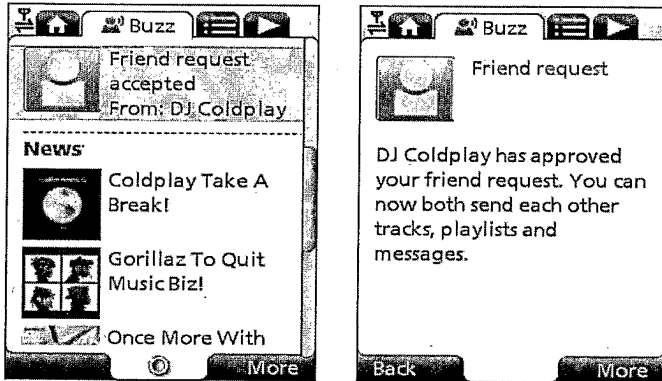 Buzz
Friend request
accepted
From: DJ Coldplay
News
Coldplay Take A
Break!
Gorillaz To Quit
Music Biz!
Once More With
More
Buzz
Friend request
DJ Coldplay has approved
your friend request. You can
now both send each other
tracks, playlists and
messages.
Back
More